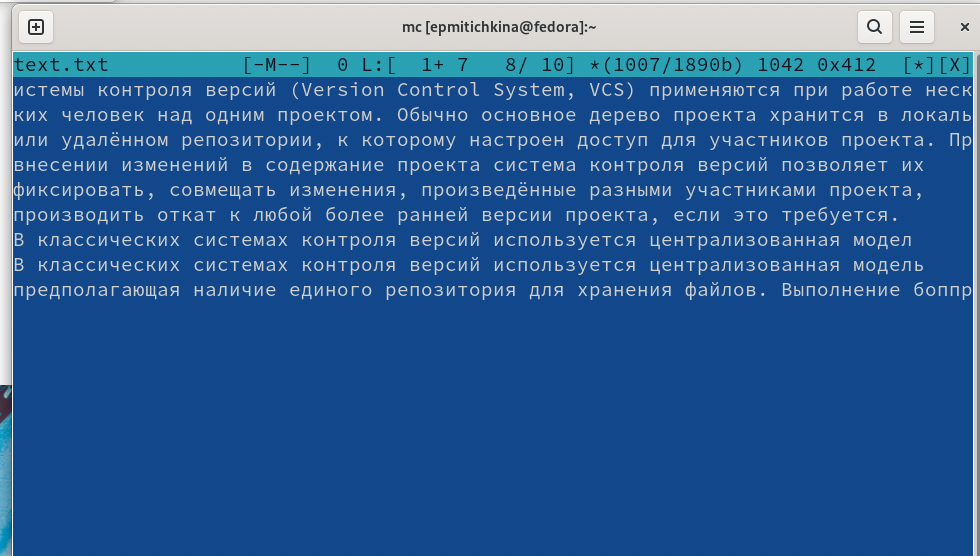 mc [epmitichkina@fedora]:~
text.txt [-M--] 0 L:[ 1+ 7 8/ 10] *(1007/1890b) 1042 0x412 [*][X]
истемы контроля версий (Version Control System, VCS) применяются при работе неск
ких человек над одним проектом. Обычно основное дерево проекта хранится в локаль
или удалённом репозитории, к которому настроен доступ для участников проекта. Пр
внесении изменений в содержание проекта система контроля версий позволяет их
фиксировать, совмещать изменения, произведённые разными участниками проекта,
производить откат к любой более ранней версии проекта, если это требуется.
В классических системах контроля версий используется централизованная модел
В классических системах контроля версий используется централизованная модель
предполагающая наличие единого репозитория для хранения файлов. Выполнение боппр